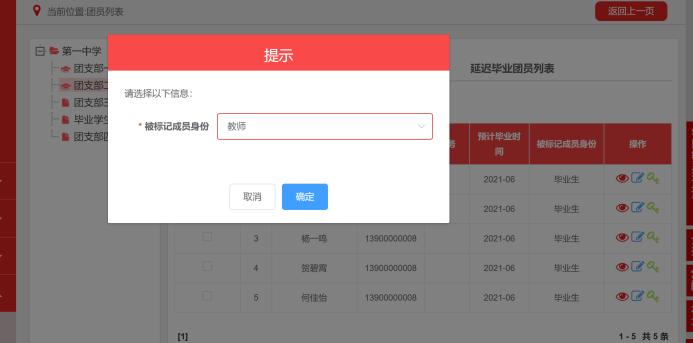 当前位置:团员列表
返回上一页
第一中学
团支部一
团支部二
团支部三
毕业学生
团支部四
提示
请选择以下信息:
* 被标记成员身份
教师
取消
确定
延迟毕业团员列表
预计毕业时间
被标记成员身份
操作
2021-06 毕业生
2021-06 毕业生
3 杨一鸣 13900000008 2021-06 毕业生
4 贺碧霄 13900000008 2021-06 毕业生
5 何佳怡 13900000008 2021-06 毕业生
[1]
1 - 5 共 5 条